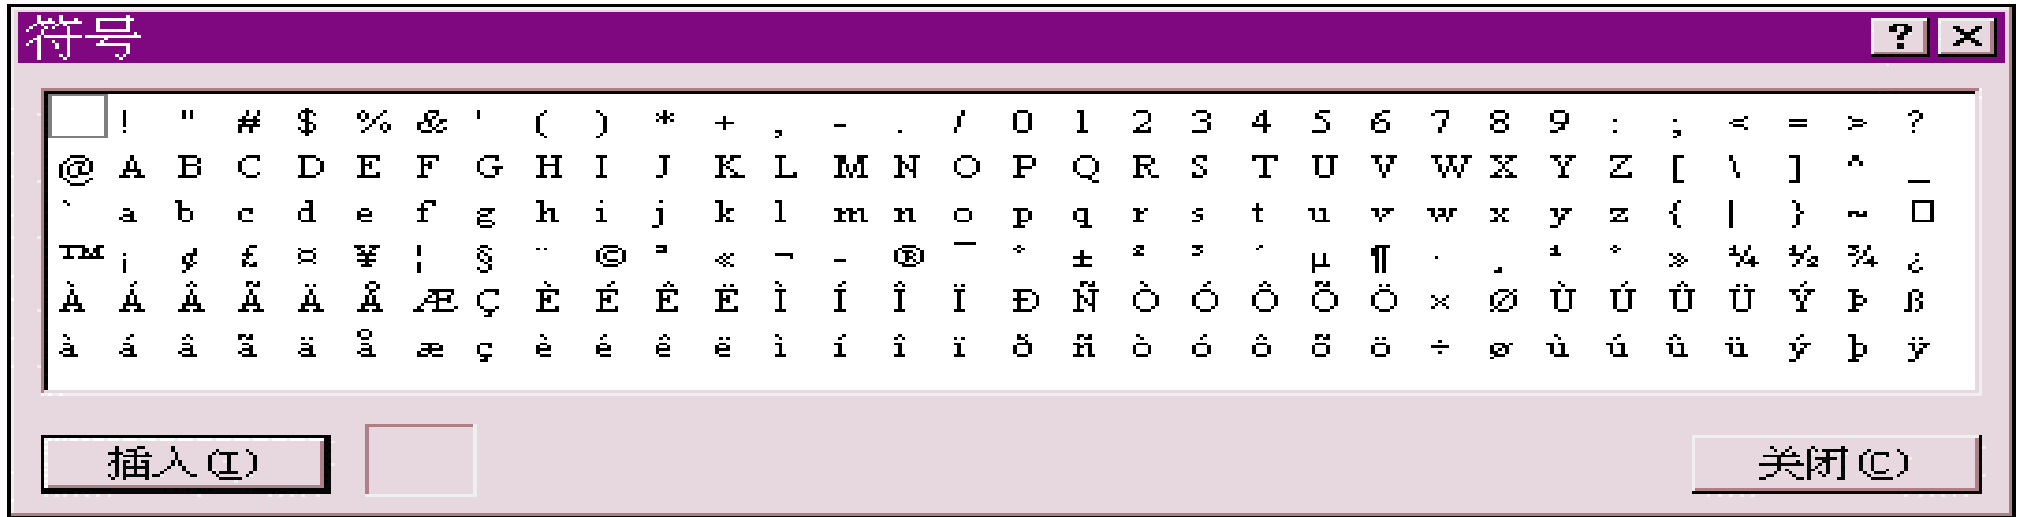 符号 ? ×
! " # $ % & ' ( ) * + , - . / 0 1 2 3 4 5 6 7 8 9 : ; < = > ?
@ A B C D E F G H I J K L M N O P Q R S T U V W X Y Z [ \ ] ^ _
` a b c d e f g h i j k l m n o p q r s t u v w x y z { | } ~ □
™ ¡ ¢ £ ¤ ¥ ¦ § ¨ © ª « ¬ - ® ¯ ° ± ² ³ ´ µ ¶ · ¸ ¹ º » ¼ ½ ¾ ¿
À Á Â Ã Ä Å Æ Ç È É Ê Ë Ì Í Î Ï Ð Ñ Ò Ó Ô Õ Ö × Ø Ù Ú Û Ü Ý Þ ß
à á â ã ä å æ ç è é ê ë ì í î ï ð ñ ò ó ô õ ö ÷ ø ù ú û ü ý þ ÿ
插入(I) 关闭(C)